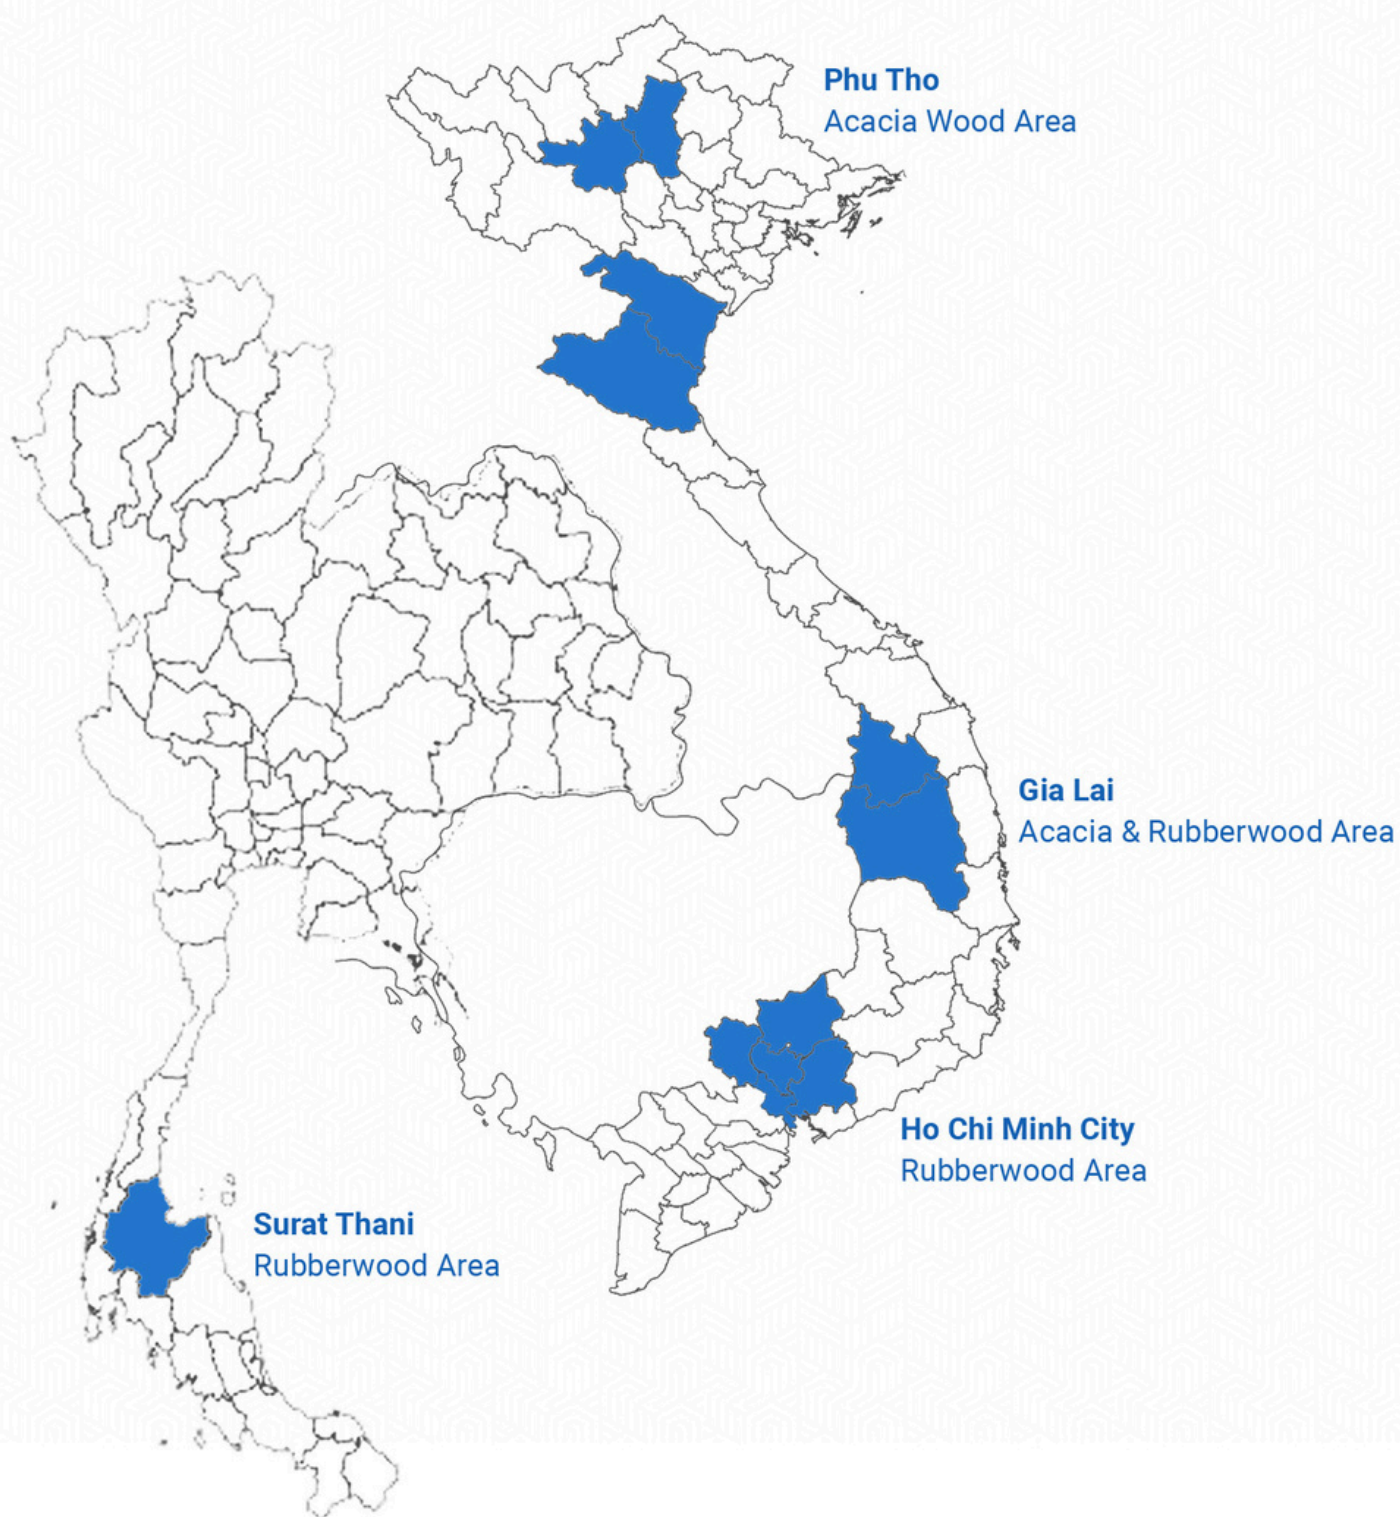 Phu Tho
Acacia Wood Area
Gia Lai
Acacia & Rubberwood Area
Ho Chi Minh City
Rubberwood Area
Surat Thani
Rubberwood Area